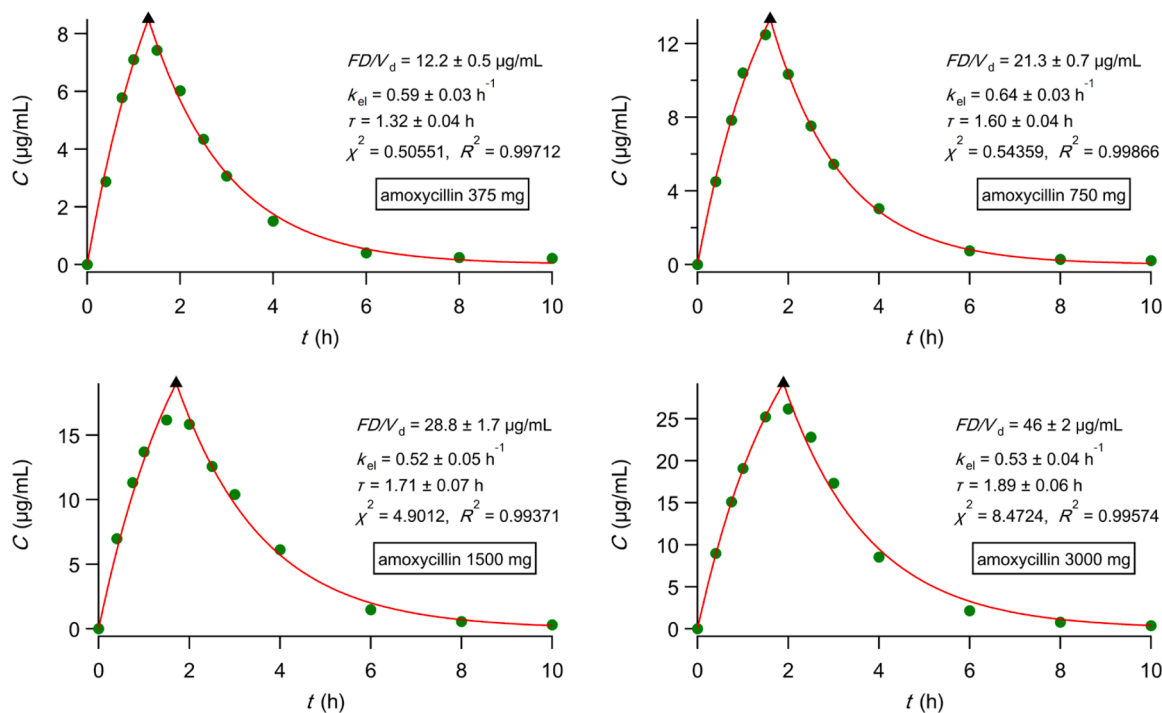 8
6
4
2
0
C (µg/mL)
FD/Vd = 12.2 ± 0.5 µg/mL
kel = 0.59 ± 0.03 h⁻¹
τ = 1.32 ± 0.04 h
χ² = 0.50551, R² = 0.99712
amoxycillin 375 mg
0 2 4 6 8 10
t (h)
12
8
4
0
C (µg/mL)
FD/Vd = 21.3 ± 0.7 µg/mL
kel = 0.64 ± 0.03 h⁻¹
τ = 1.60 ± 0.04 h
χ² = 0.54359, R² = 0.99866
amoxycillin 750 mg
0 2 4 6 8 10
t (h)
15
10
5
0
C (µg/mL)
FD/Vd = 28.8 ± 1.7 µg/mL
kel = 0.52 ± 0.05 h⁻¹
τ = 1.71 ± 0.07 h
χ² = 4.9012, R² = 0.99371
amoxycillin 1500 mg
0 2 4 6 8 10
t (h)
25
20
15
10
5
0
C (µg/mL)
FD/Vd = 46 ± 2 µg/mL
kel = 0.53 ± 0.04 h⁻¹
τ = 1.89 ± 0.06 h
χ² = 8.4724, R² = 0.99574
amoxycillin 3000 mg
0 2 4 6 8 10
t (h)